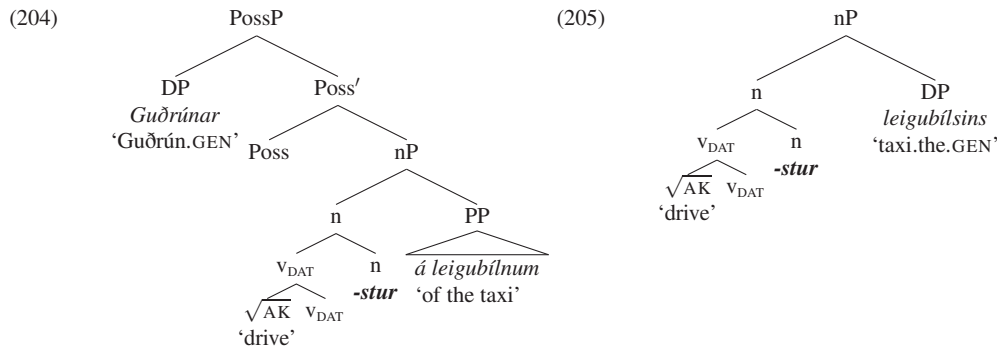 (204) PossP (205) nP
DP Poss′ n DP
Guðrúnar leigubílsins
‘Guðrún.GEN’ Poss nP vDAT n ‘taxi.the.GEN’
-stur
√AK vDAT
n PP ‘drive’
vDAT n á leigubílnum
-stur ‘of the taxi’
√AK vDAT
‘drive’